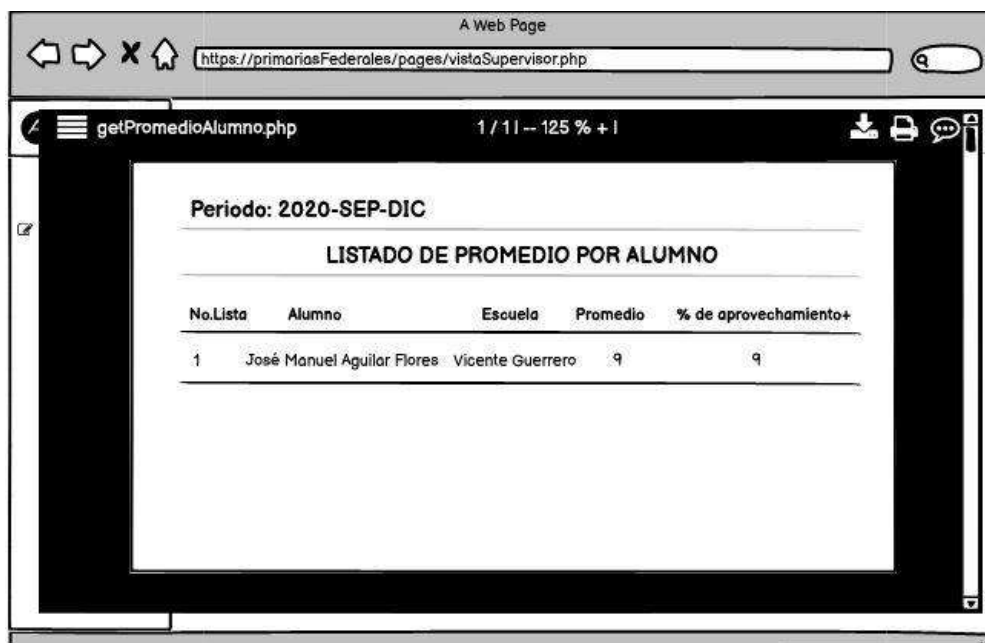 A Web Page
https://primariasFederales/pages/vistaSupervisor.php
A getPromedioAlumno.php 1 / 1 | -- 125 % + |
Periodo: 2020-SEP-DIC
LISTADO DE PROMEDIO POR ALUMNO
No.Lista Alumno Escuela Promedio % de aprovechamiento+
1 José Manuel Aguilar Flores Vicente Guerrero 9 9